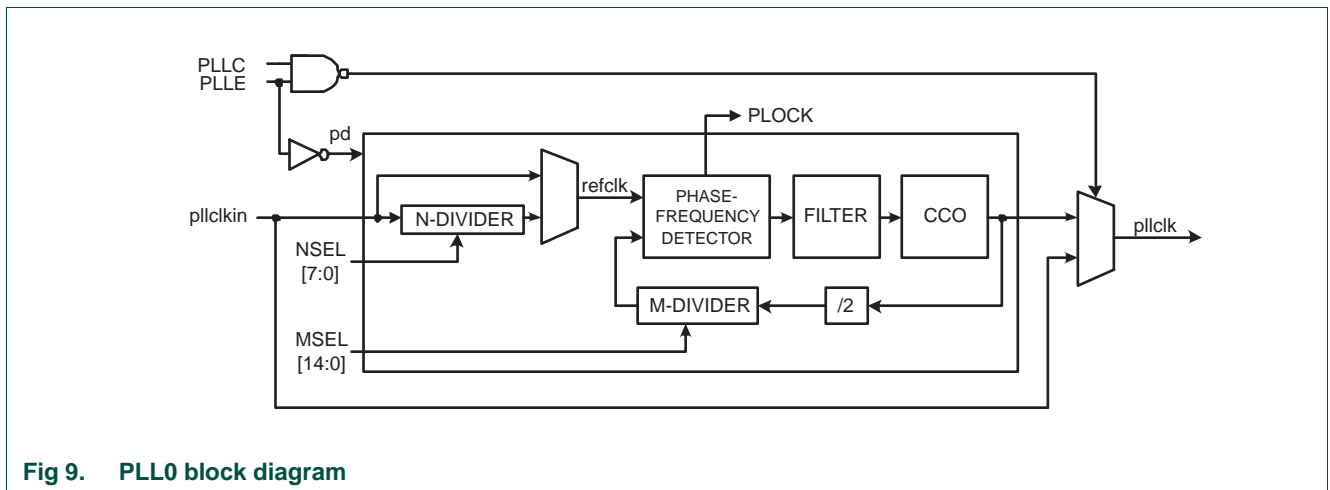 PLLC
PLLE
pd
PLOCK
refclk
pllclkin
N-DIVIDER
NSEL
[7:0]
PHASE-
FREQUENCY
DETECTOR
FILTER
CCO
pllclk
M-DIVIDER
/2
MSEL
[14:0]
Fig 9. PLL0 block diagram